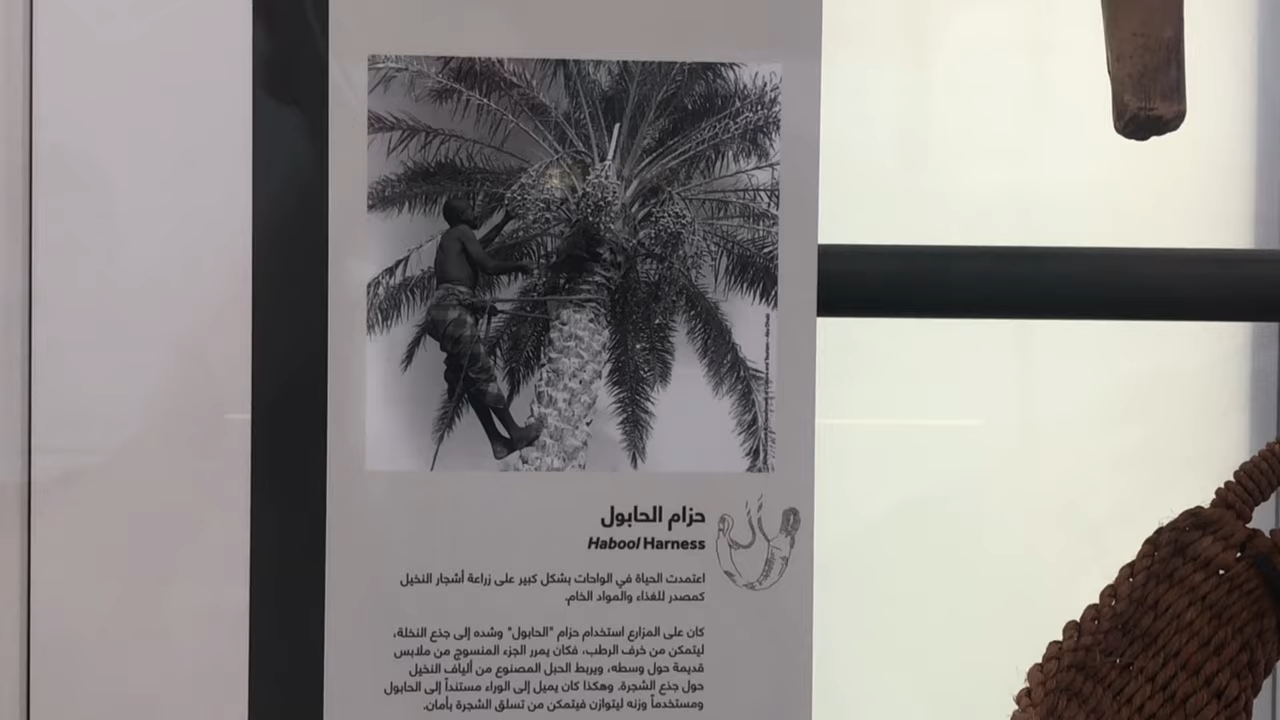 حزام الحابول
Habool Harness
اعتمدت الحياة في الواحات بشكل كبير على زراعة أشجار النخيل
كمصدر للغذاء والمواد الخام.
كان على المزارع استخدام حزام "الحابول" وشده إلى جذع النخلة،
ليتمكن من خرف الرطب، فكان يمرر الجزء المنسوج من ملابس
قديمة حول وسطه، ويربط الحبل المصنوع من ألياف النخيل
حول جذع الشجرة. وهكذا كان يميل إلى الوراء مستنداً إلى الحابول
ومستخدماً وزنه ليتوازن فيتمكن من تسلق الشجرة بأمان.